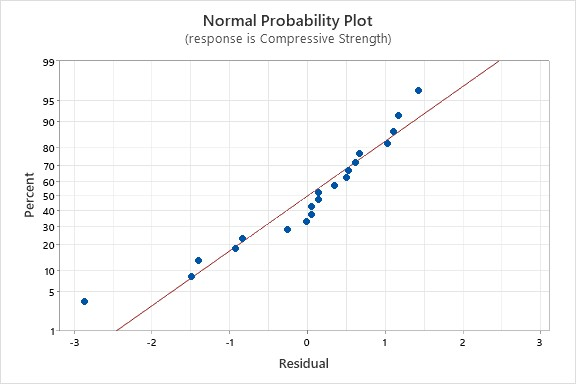 Normal Probability Plot
(response is Compressive Strength)
99
95
90
80
70
60
50
40
30
20
10
5
1
Percent
-3 -2 -1 0 1 2 3
Residual